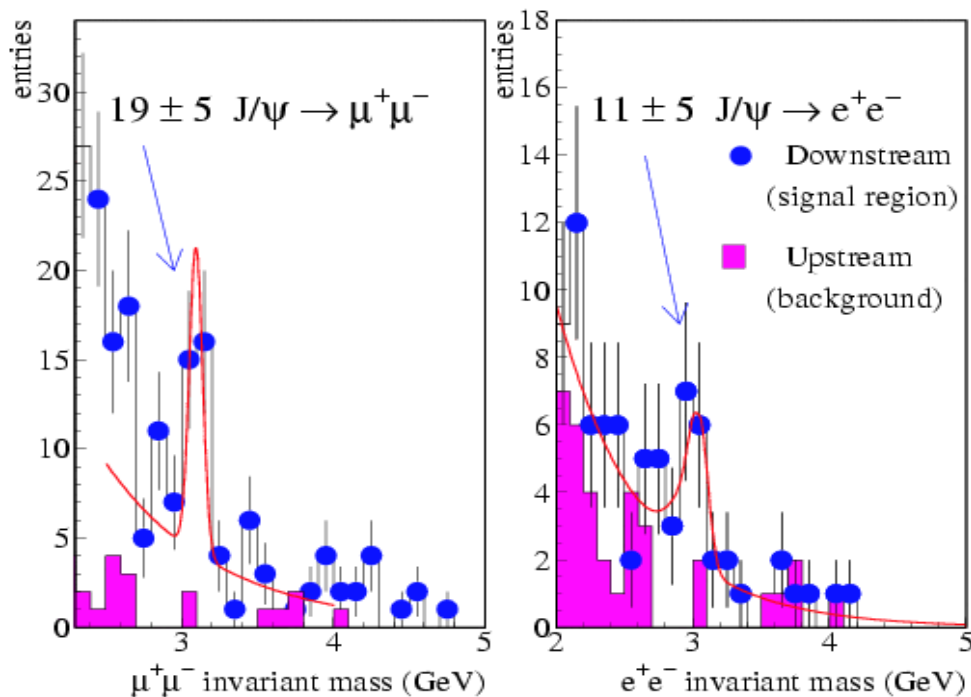 entries
30
25
20
15
10
5
0
3
4
5
19 ± 5 J/ψ → μ⁺μ⁻
μ⁺μ⁻ invariant mass (GeV)
entries
18
16
14
12
10
8
6
4
2
0
2
3
4
5
11 ± 5 J/ψ → e⁺e⁻
Downstream
(signal region)
Upstream
(background)
e⁺e⁻ invariant mass (GeV)